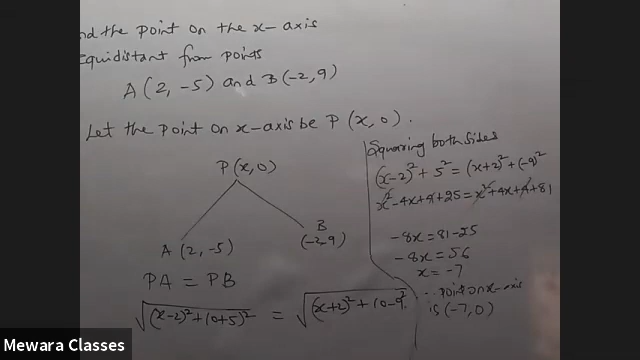 nd the point on the x-axis
Equidistant from points
A (2, -5) and B (-2, 9)
Let the point on x-axis be P (x, 0).
P (x, 0)
A (2, -5)
B
(-2, 9)
PA = PB
√(x-2)² + (0+5)² = √(x+2)² + (0-9)²
Squaring both sides
(x-2)² + 5² = (x+2)² + (-9)²
x² - 4x + 4 + 25 = x² + 4x + 4 + 81
-8x = 81 - 25
-8x = 56
x = -7
∴ point on x-axis
is (-7, 0)
Mewara Classes